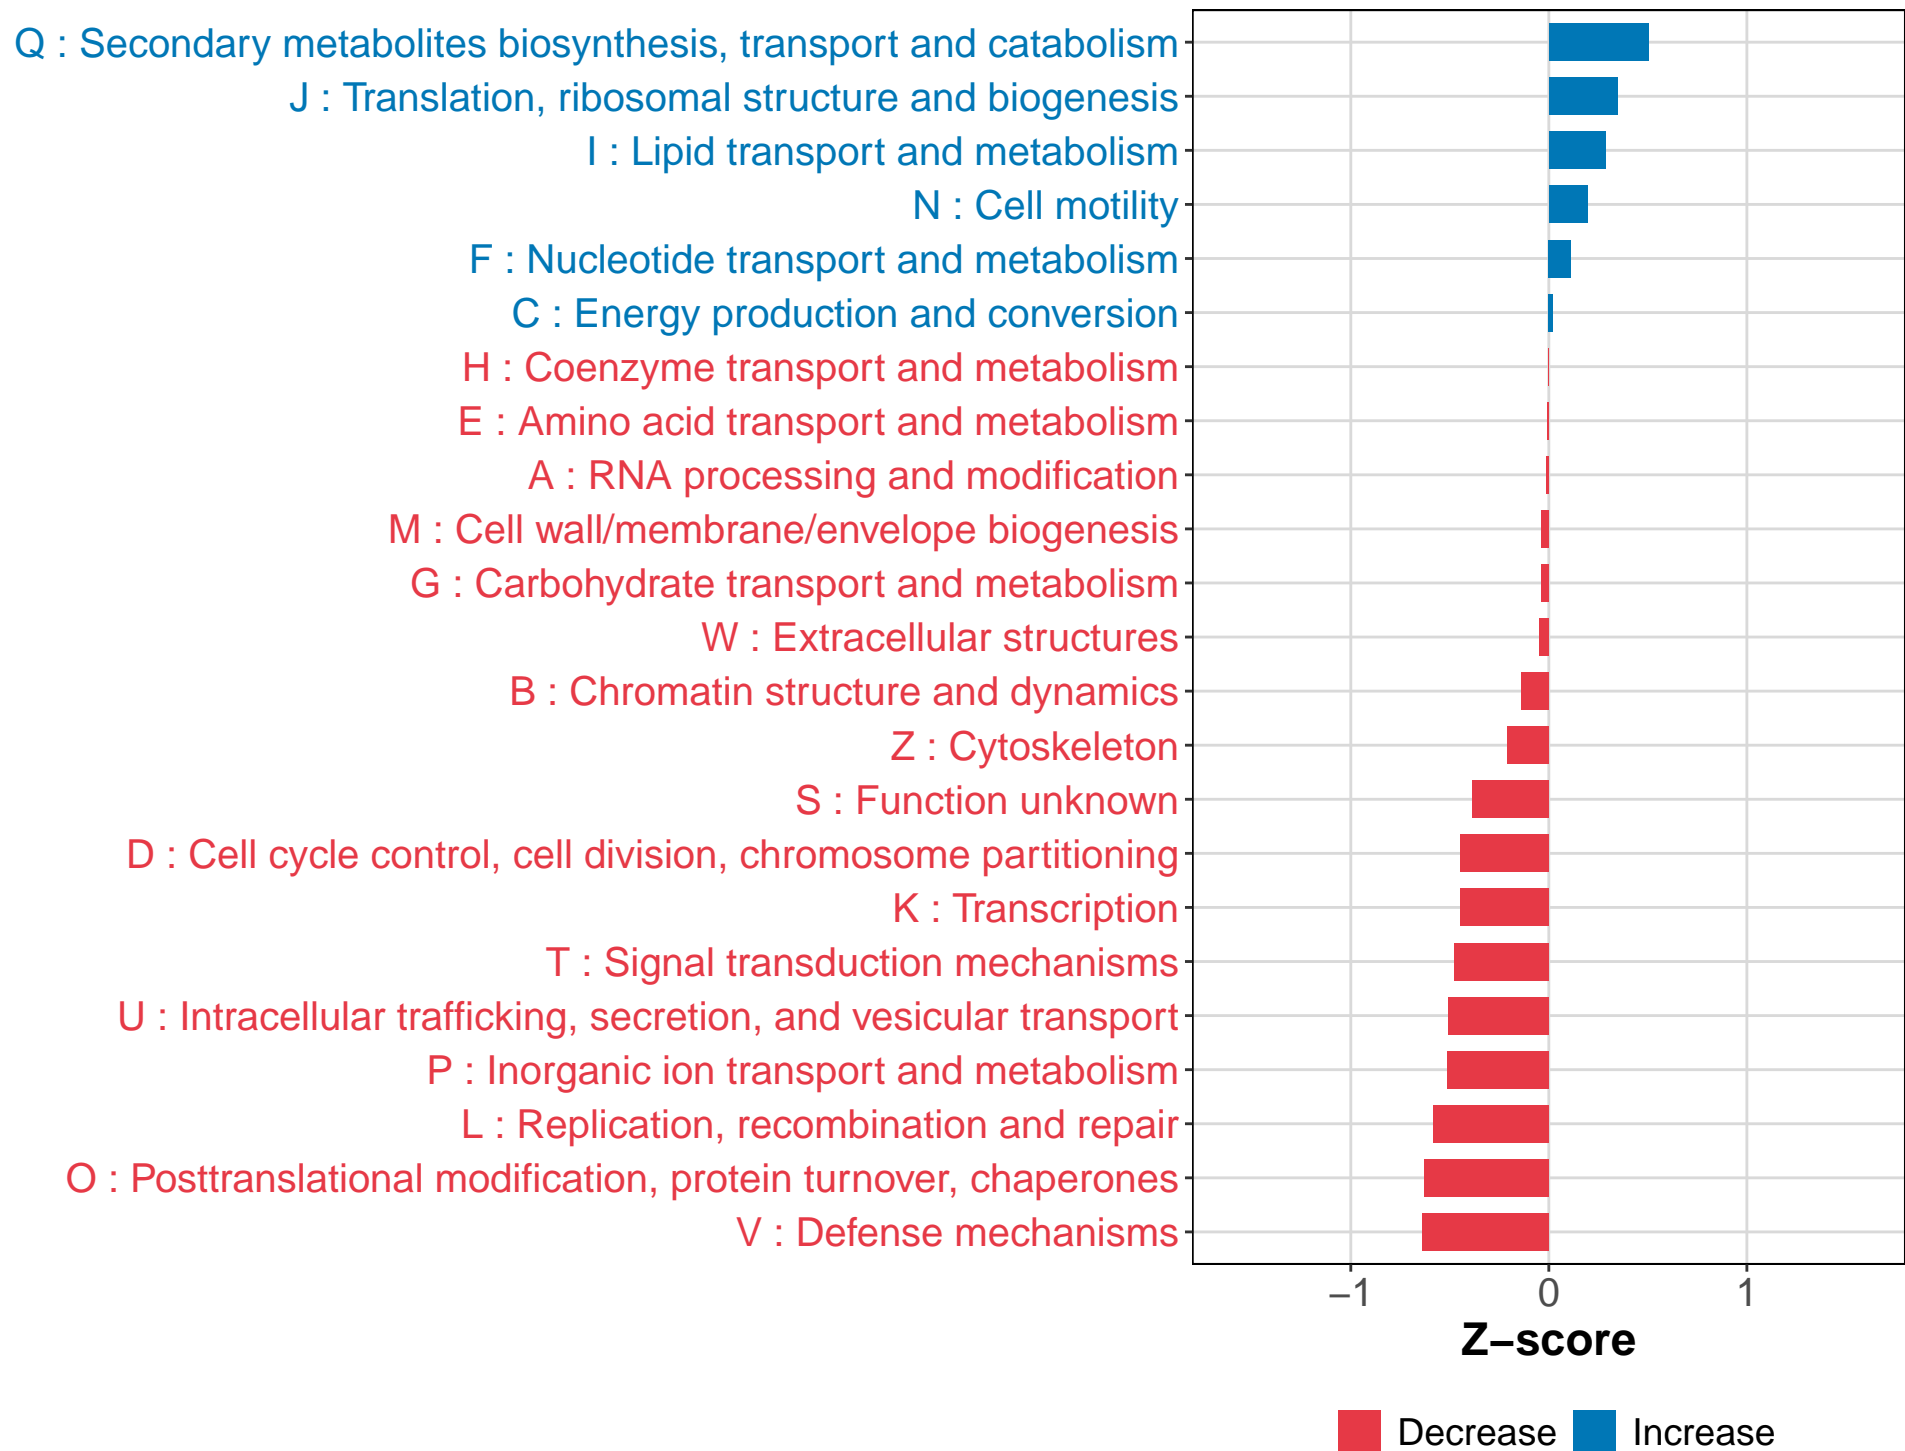 Q : Secondary metabolites biosynthesis, transport and catabolism
J : Translation, ribosomal structure and biogenesis
I : Lipid transport and metabolism
N : Cell motility
F : Nucleotide transport and metabolism
C : Energy production and conversion
H : Coenzyme transport and metabolism
E : Amino acid transport and metabolism
A : RNA processing and modification
M : Cell wall/membrane/envelope biogenesis
G : Carbohydrate transport and metabolism
W : Extracellular structures
B : Chromatin structure and dynamics
Z : Cytoskeleton
S : Function unknown
D : Cell cycle control, cell division, chromosome partitioning
K : Transcription
T : Signal transduction mechanisms
U : Intracellular trafficking, secretion, and vesicular transport
P : Inorganic ion transport and metabolism
L : Replication, recombination and repair
O : Posttranslational modification, protein turnover, chaperones
V : Defense mechanisms
−1 0 1
Z−score
Decrease Increase